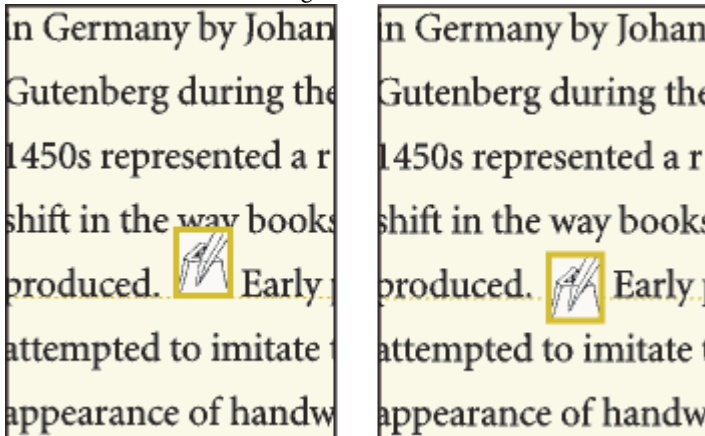 in Germany by Johan
Gutenberg during the
1450s represented a r
shift in the way books
produced. Early
attempted to imitate
appearance of handw
in Germany by Johan
Gutenberg during the
1450s represented a r
shift in the way books
produced. Early
attempted to imitate
appearance of handw